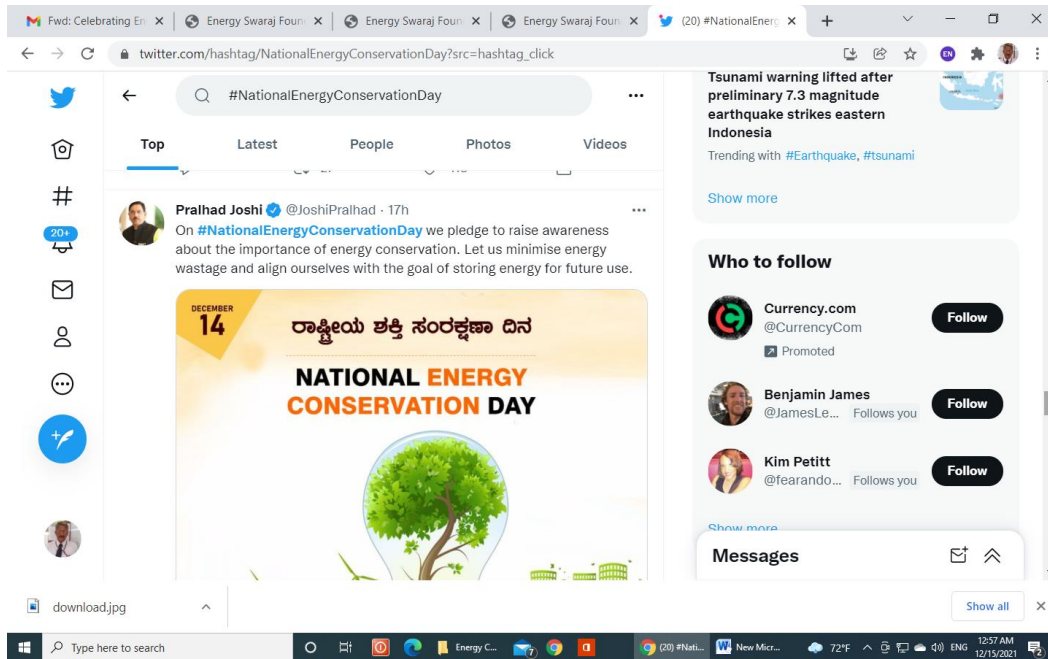 Fwd: Celebrating En
Energy Swaraj Foun
Energy Swaraj Foun
Energy Swaraj Foun
(20) #NationalEnerg
twitter.com/hashtag/NationalEnergyConservationDay?src=hashtag_click
EN
#NationalEnergyConservationDay
Top
Latest
People
Photos
Videos
20+
Pralhad Joshi @JoshiPralhad · 17h
On #NationalEnergyConservationDay we pledge to raise awareness
about the importance of energy conservation. Let us minimise energy
wastage and align ourselves with the goal of storing energy for future use.
DECEMBER
14
ರಾಷ್ಟ್ರೀಯ ಶಕ್ತಿ ಸಂರಕ್ಷಣಾ ದಿನ
NATIONAL ENERGY
CONSERVATION DAY
Tsunami warning lifted after
preliminary 7.3 magnitude
earthquake strikes eastern
Indonesia
Trending with #Earthquake, #tsunami
Show more
Who to follow
Currency.com
@CurrencyCom
Promoted
Follow
Benjamin James
@JamesLe... Follows you
Follow
Kim Petitt
@fearando... Follows you
Follow
Show more
Messages
download.jpg
Show all
Type here to search
Energy C...
7
(20) #Nati...
New Micr...
72°F
ENG
12:57 AM
12/15/2021
2